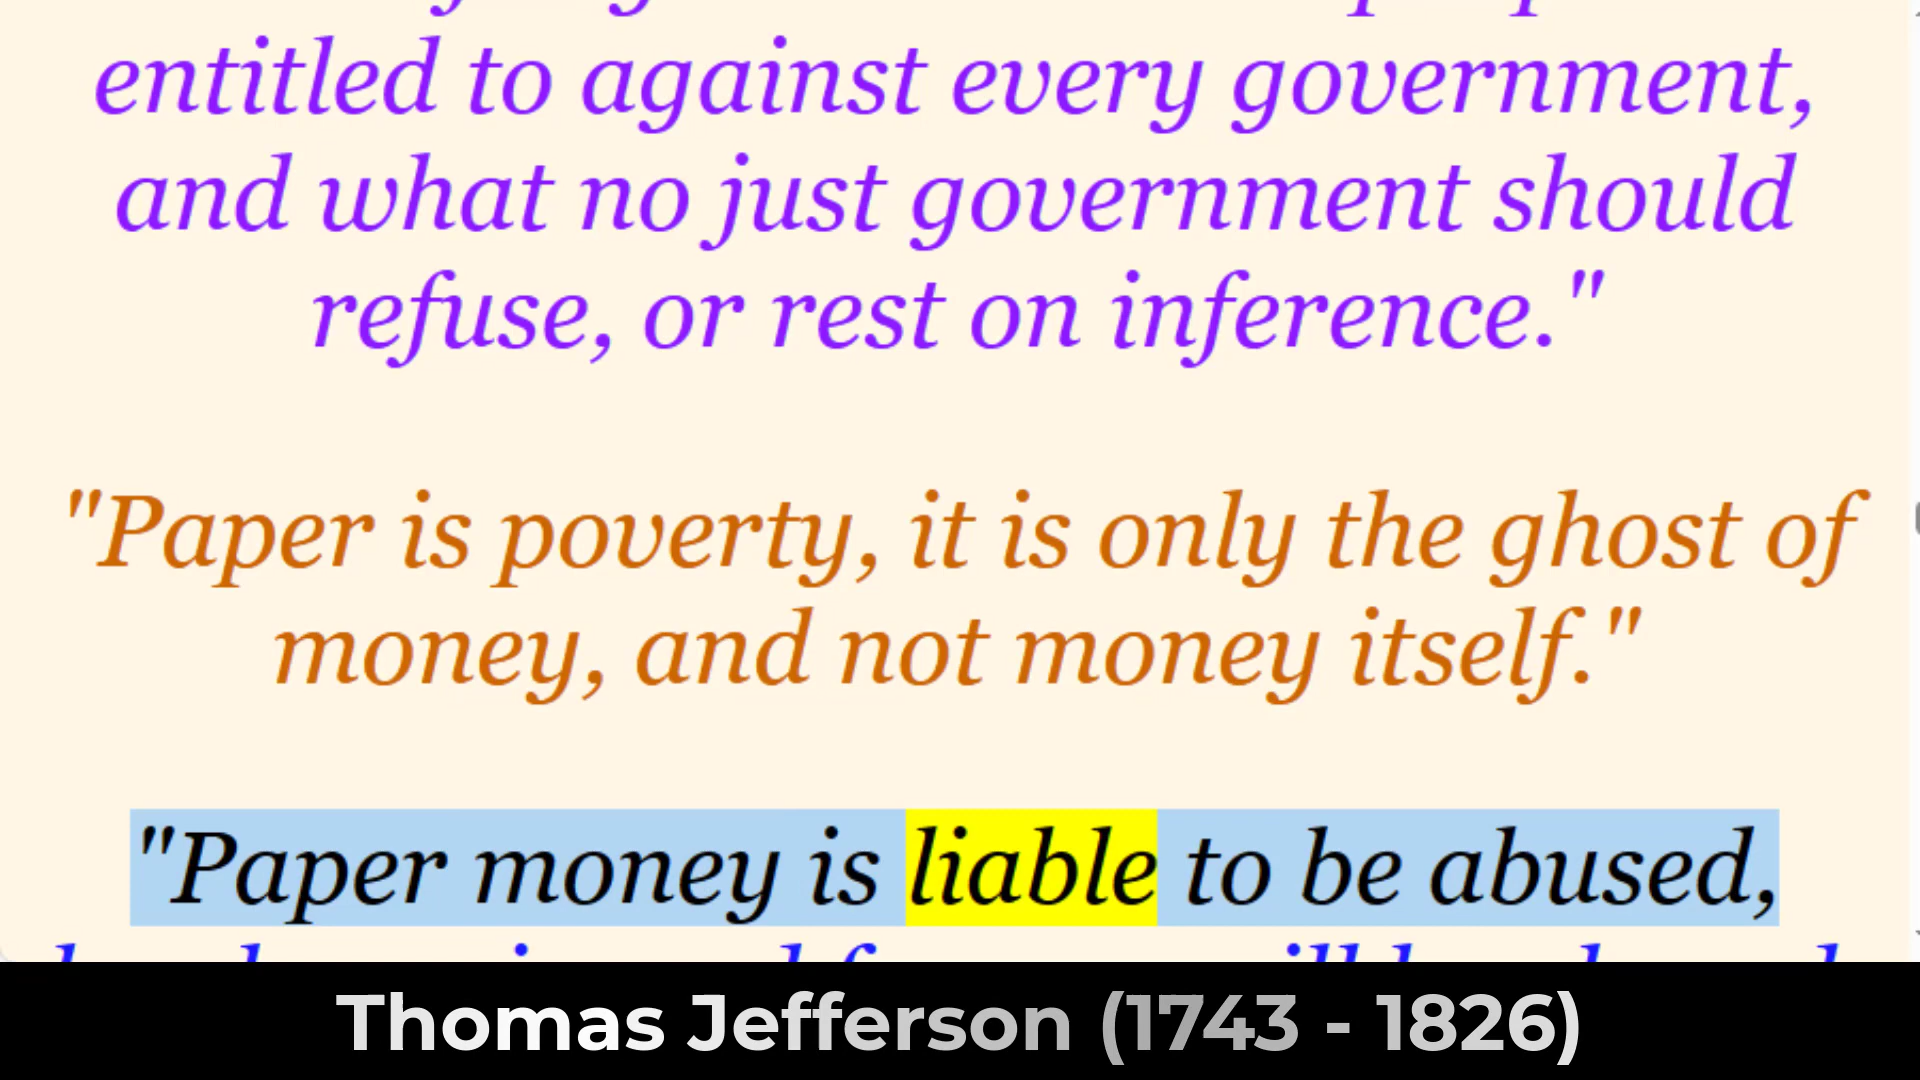 entitled to against every government,
and what no just government should
refuse, or rest on inference."
"Paper is poverty, it is only the ghost of
money, and not money itself."
"Paper money is liable to be abused,
Thomas Jefferson (1743 - 1826)